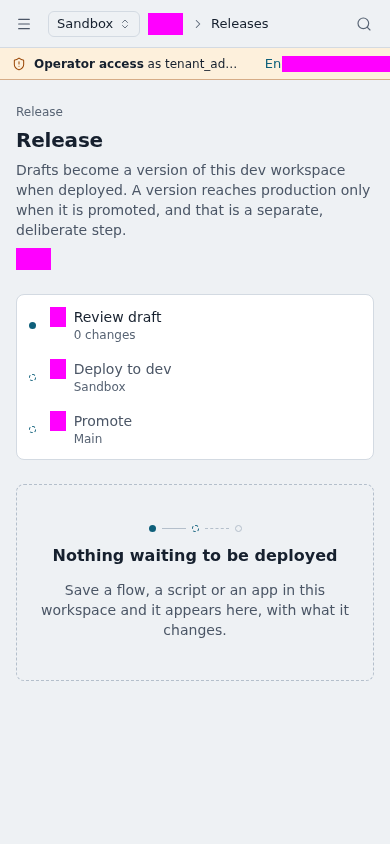 Sandbox
Releases
Operator access as tenant_ad...
En
Release
Release
Drafts become a version of this dev workspace
when deployed. A version reaches production only
when it is promoted, and that is a separate,
deliberate step.
Review draft
0 changes
Deploy to dev
Sandbox
Promote
Main
Nothing waiting to be deployed
Save a flow, a script or an app in this
workspace and it appears here, with what it
changes.